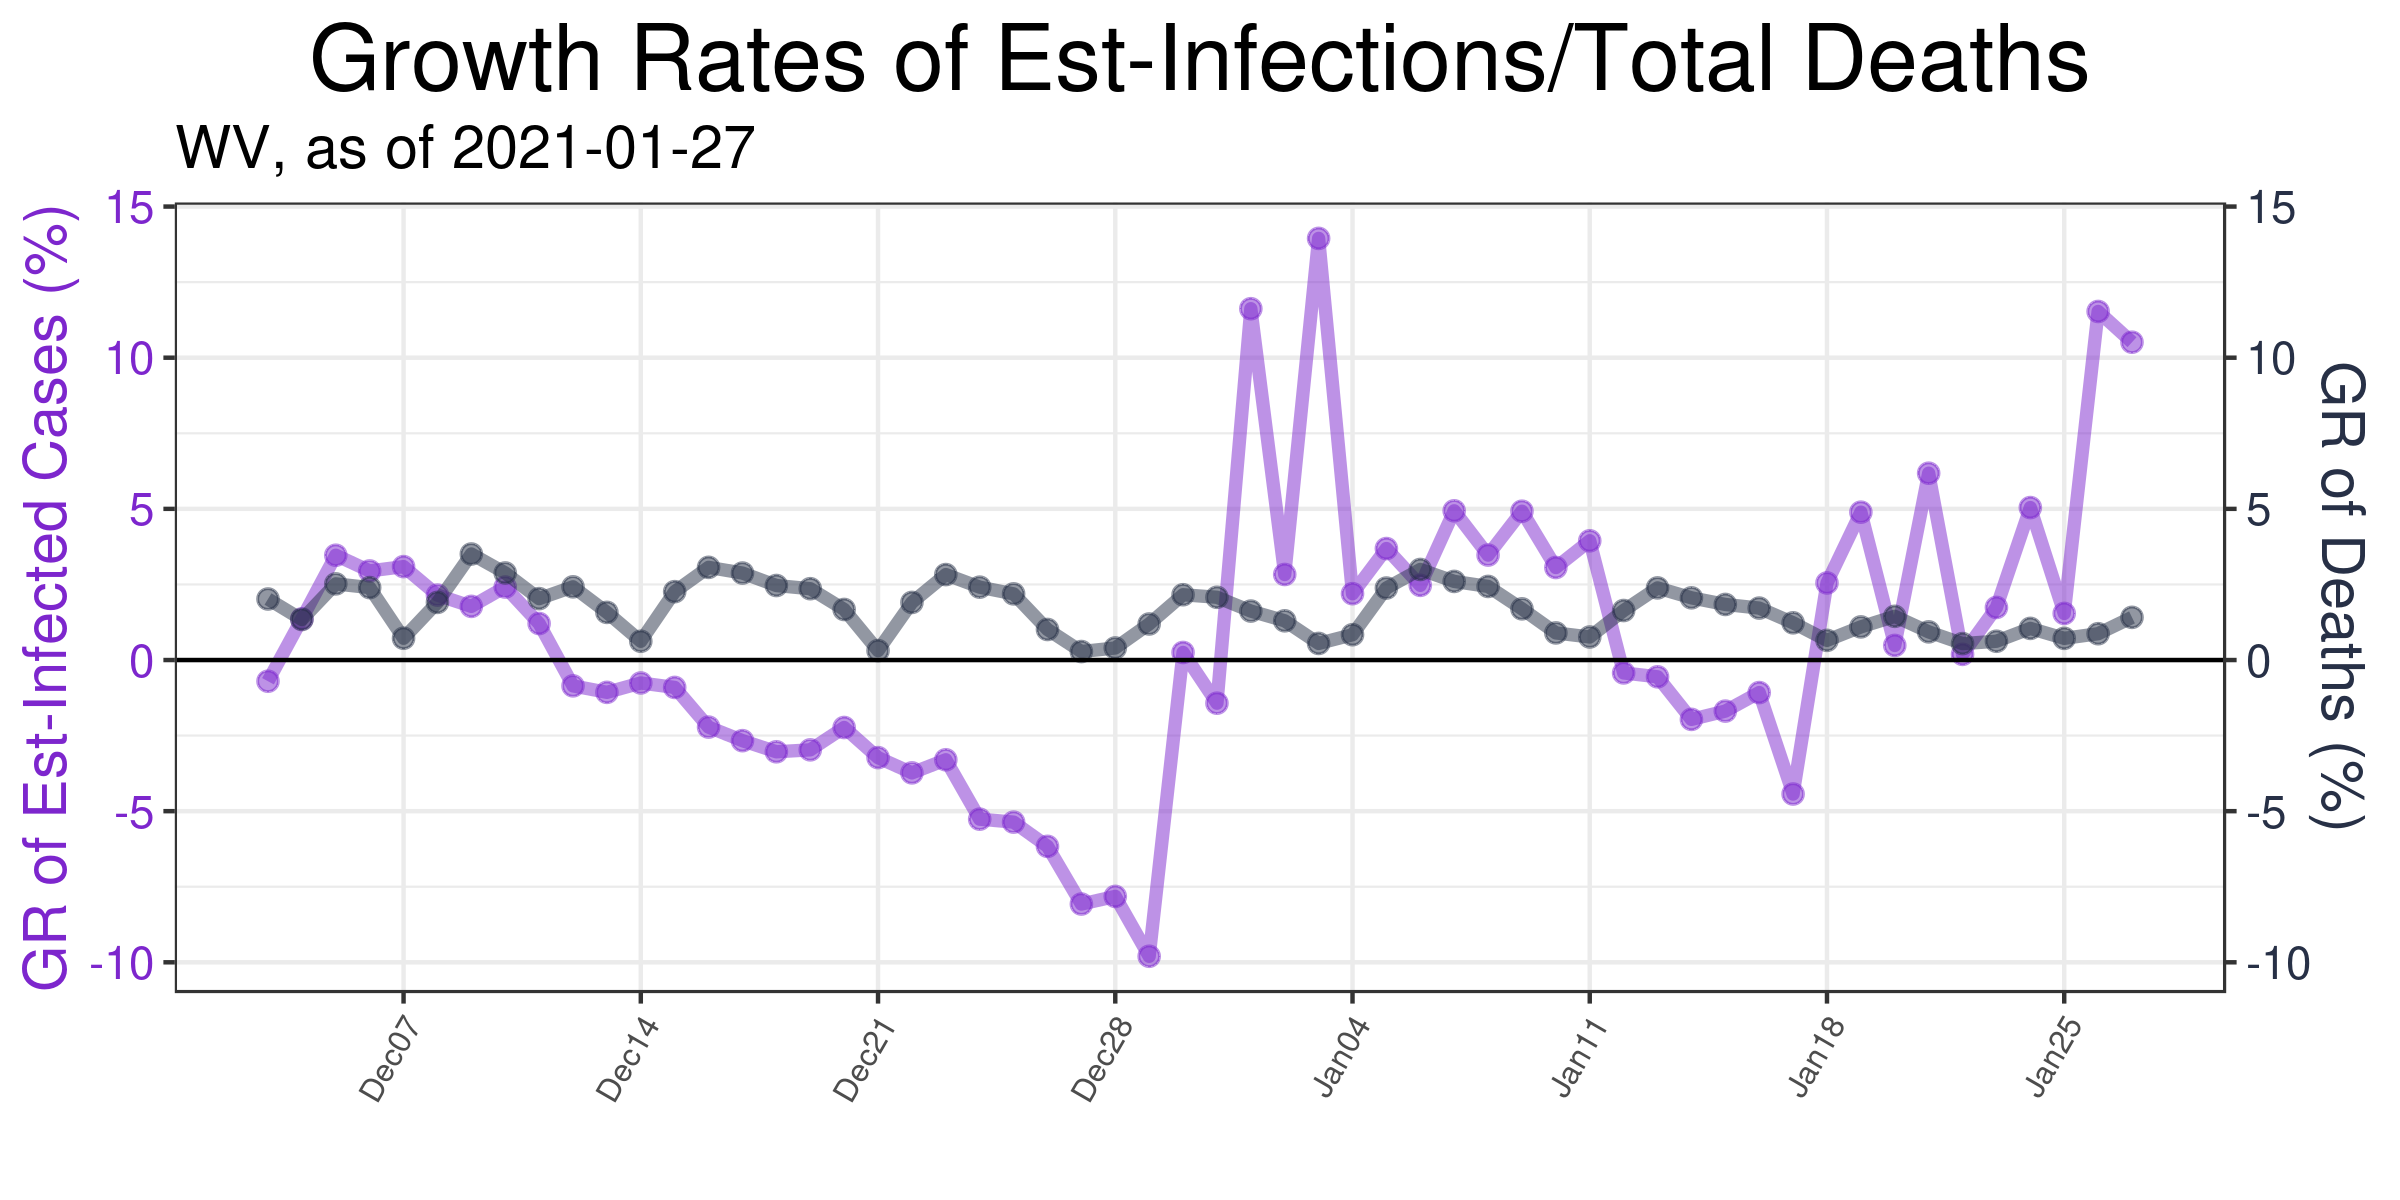 Growth Rates of Est-Infections/Total Deaths
WV, as of 2021-01-27
GR of Est-Infected Cases (%)
15
10
5
0
-5
-10
15
10
5
0
-5
-10
GR of Deaths (%)
Dec07
Dec14
Dec21
Dec28
Jan04
Jan11
Jan18
Jan25